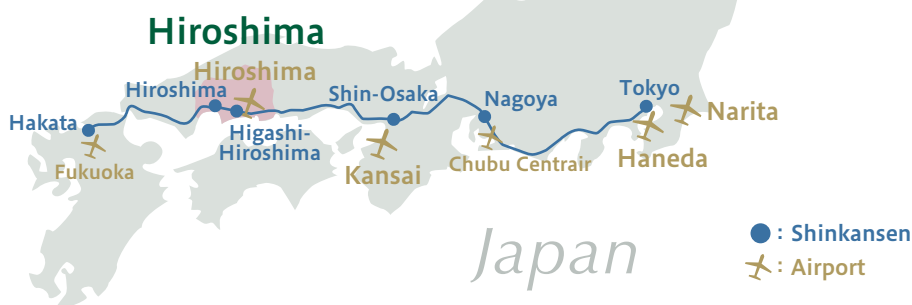 Hiroshima
Hiroshima
Hiroshima
Shin-Osaka
Tokyo
Nagoya
Narita
Hakata
Higashi-
Hiroshima
Haneda
Fukuoka
Kansai
Chubu Centrair
Japan
: Shinkansen
: Airport